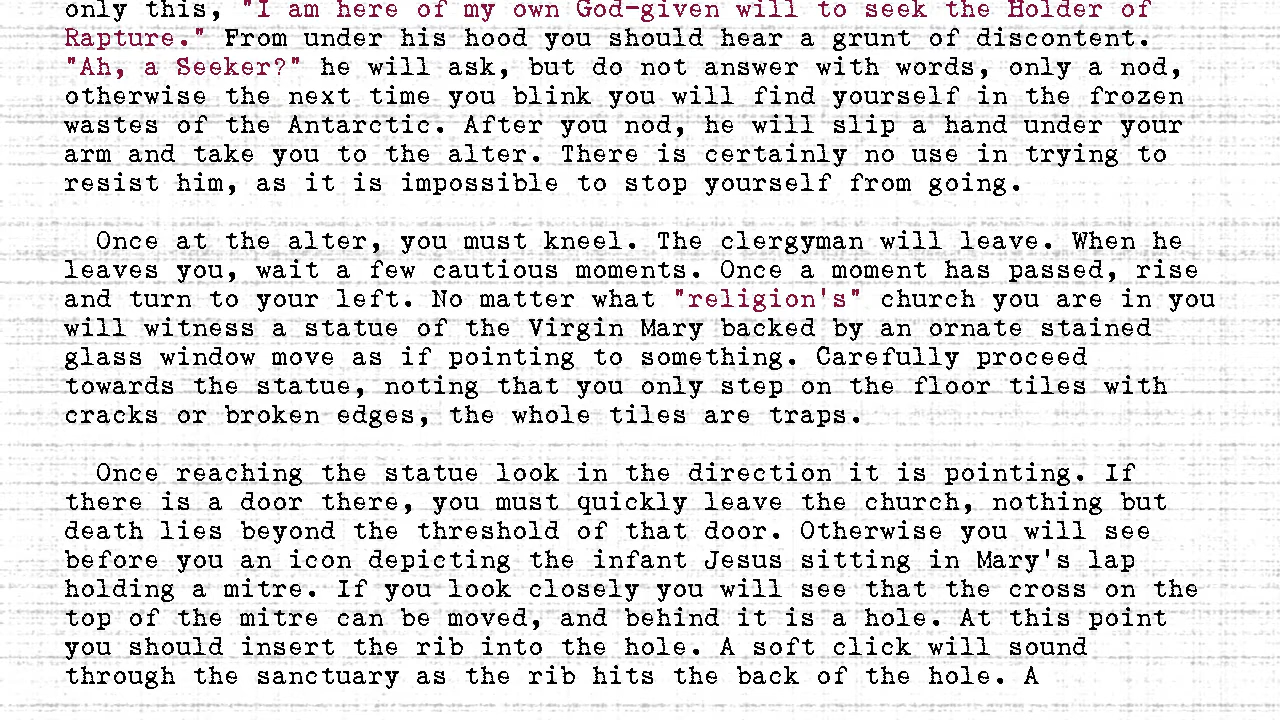 only this, "I am here of my own God-given will to seek the Holder of
Rapture." From under his hood you should hear a grunt of discontent.
"Ah, a Seeker?" he will ask, but do not answer with words, only a nod,
otherwise the next time you blink you will find yourself in the frozen
wastes of the Antarctic. After you nod, he will slip a hand under your
arm and take you to the alter. There is certainly no use in trying to
resist him, as it is impossible to stop yourself from going.
Once at the alter, you must kneel. The clergyman will leave. When he
leaves you, wait a few cautious moments. Once a moment has passed, rise
and turn to your left. No matter what "religion's" church you are in you
will witness a statue of the Virgin Mary backed by an ornate stained
glass window move as if pointing to something. Carefully proceed
towards the statue, noting that you only step on the floor tiles with
cracks or broken edges, the whole tiles are traps.
Once reaching the statue look in the direction it is pointing. If
there is a door there, you must quickly leave the church, nothing but
death lies beyond the threshold of that door. Otherwise you will see
before you an icon depicting the infant Jesus sitting in Mary's lap
holding a mitre. If you look closely you will see that the cross on the
top of the mitre can be moved, and behind it is a hole. At this point
you should insert the rib into the hole. A soft click will sound
through the sanctuary as the rib hits the back of the hole. A